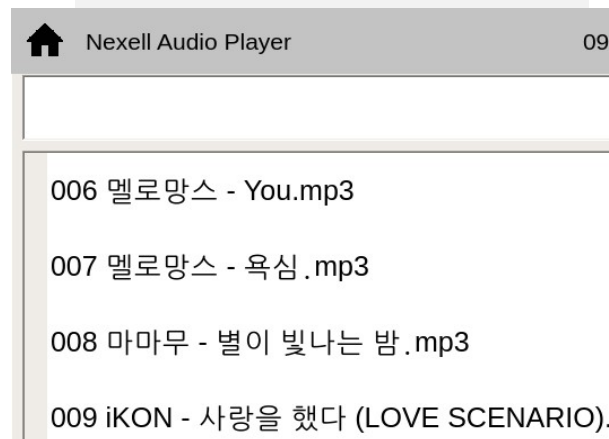 Nexell Audio Player 09
006 멜로망스 - You.mp3
007 멜로망스 - 욕심.mp3
008 마마무 - 별이 빛나는 밤.mp3
009 iKON - 사랑을 했다 (LOVE SCENARIO).